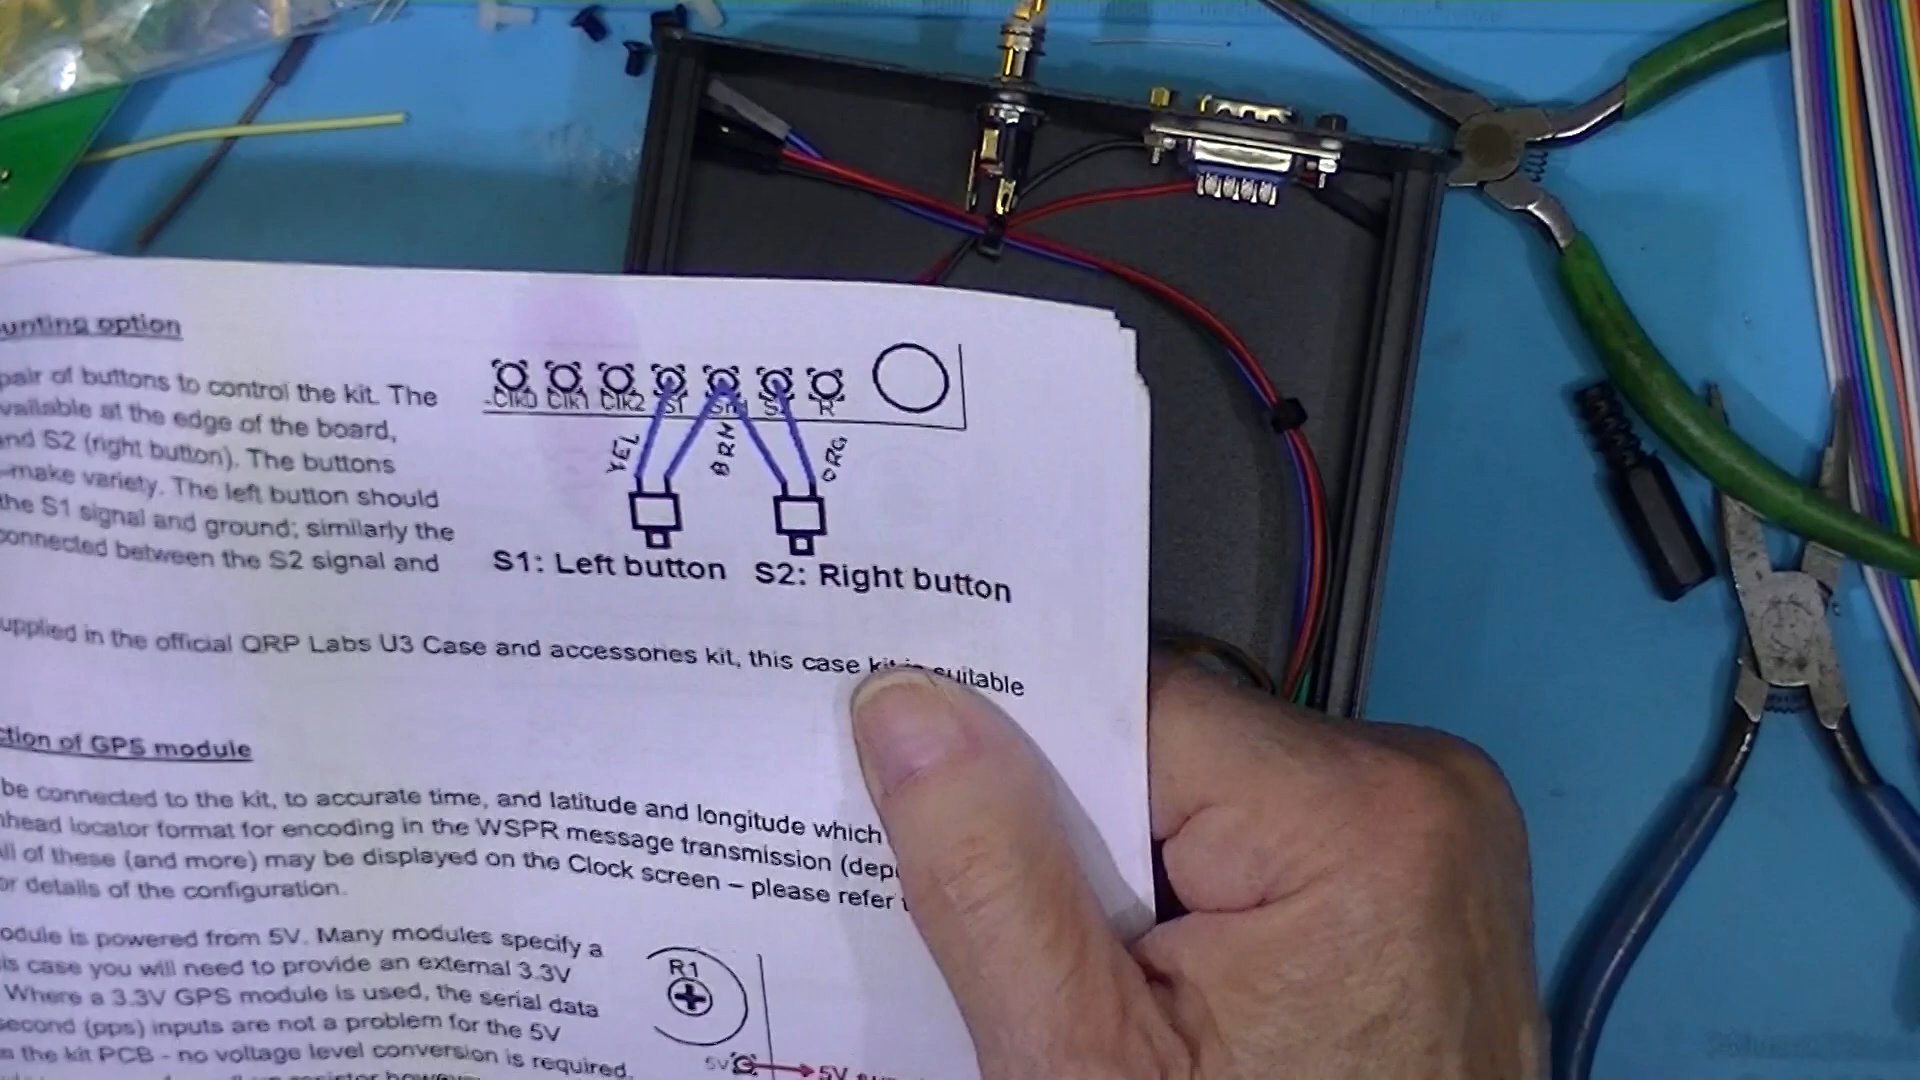 unting option
pair of buttons to control the kit. The
vailable at the edge of the board,
nd S2 (right button). The buttons
-make variety. The left button should
the S1 signal and ground; similarly the
onnected between the S2 signal and
Clk0 Clk1 Clk2 S1 Gnd S2 R
YEL
BRN
ORG
S1: Left button S2: Right button
upplied in the official QRP Labs U3 Case and accessories kit, this case kit is suitable
ction of GPS module
be connected to the kit, to accurate time, and latitude and longitude which
head locator format for encoding in the WSPR message transmission (dep
ll of these (and more) may be displayed on the Clock screen – please refer
or details of the configuration.
odule is powered from 5V. Many modules specify a
is case you will need to provide an external 3.3V
Where a 3.3V GPS module is used, the serial data
second (pps) inputs are not a problem for the 5V
the kit PCB - no voltage level conversion is required.
R1
5V
5V